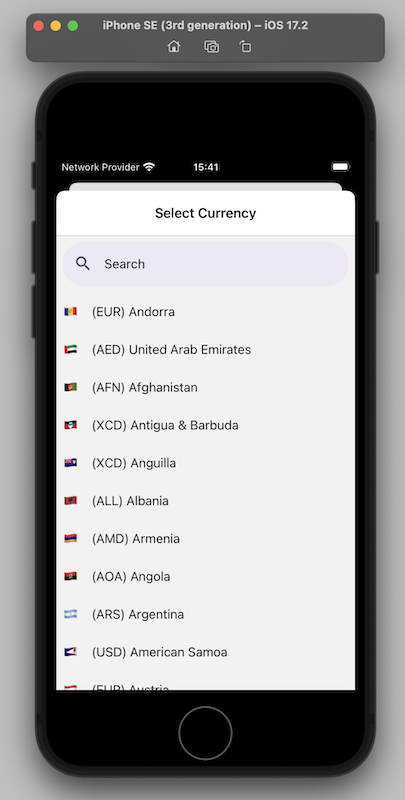 iPhone SE (3rd generation) – iOS 17.2
Network Provider 15:41
Select Currency
Search
(EUR) Andorra
(AED) United Arab Emirates
(AFN) Afghanistan
(XCD) Antigua & Barbuda
(XCD) Anguilla
(ALL) Albania
(AMD) Armenia
(AOA) Angola
(ARS) Argentina
(USD) American Samoa
(EUR) Austria